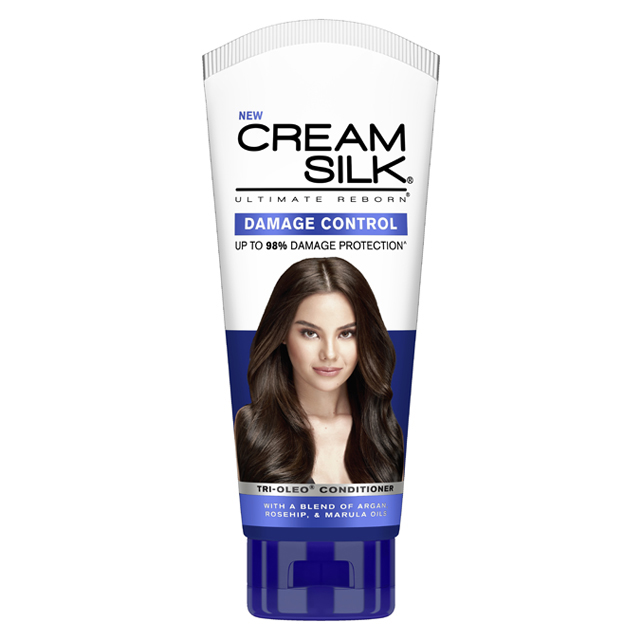 NEW
CREAM
SILK®
ULTIMATE REBORN®
DAMAGE CONTROL
UP TO 98% DAMAGE PROTECTION^
TRI-OLEO® CONDITIONER
WITH A BLEND OF ARGAN
ROSEHIP, & MARULA OILS